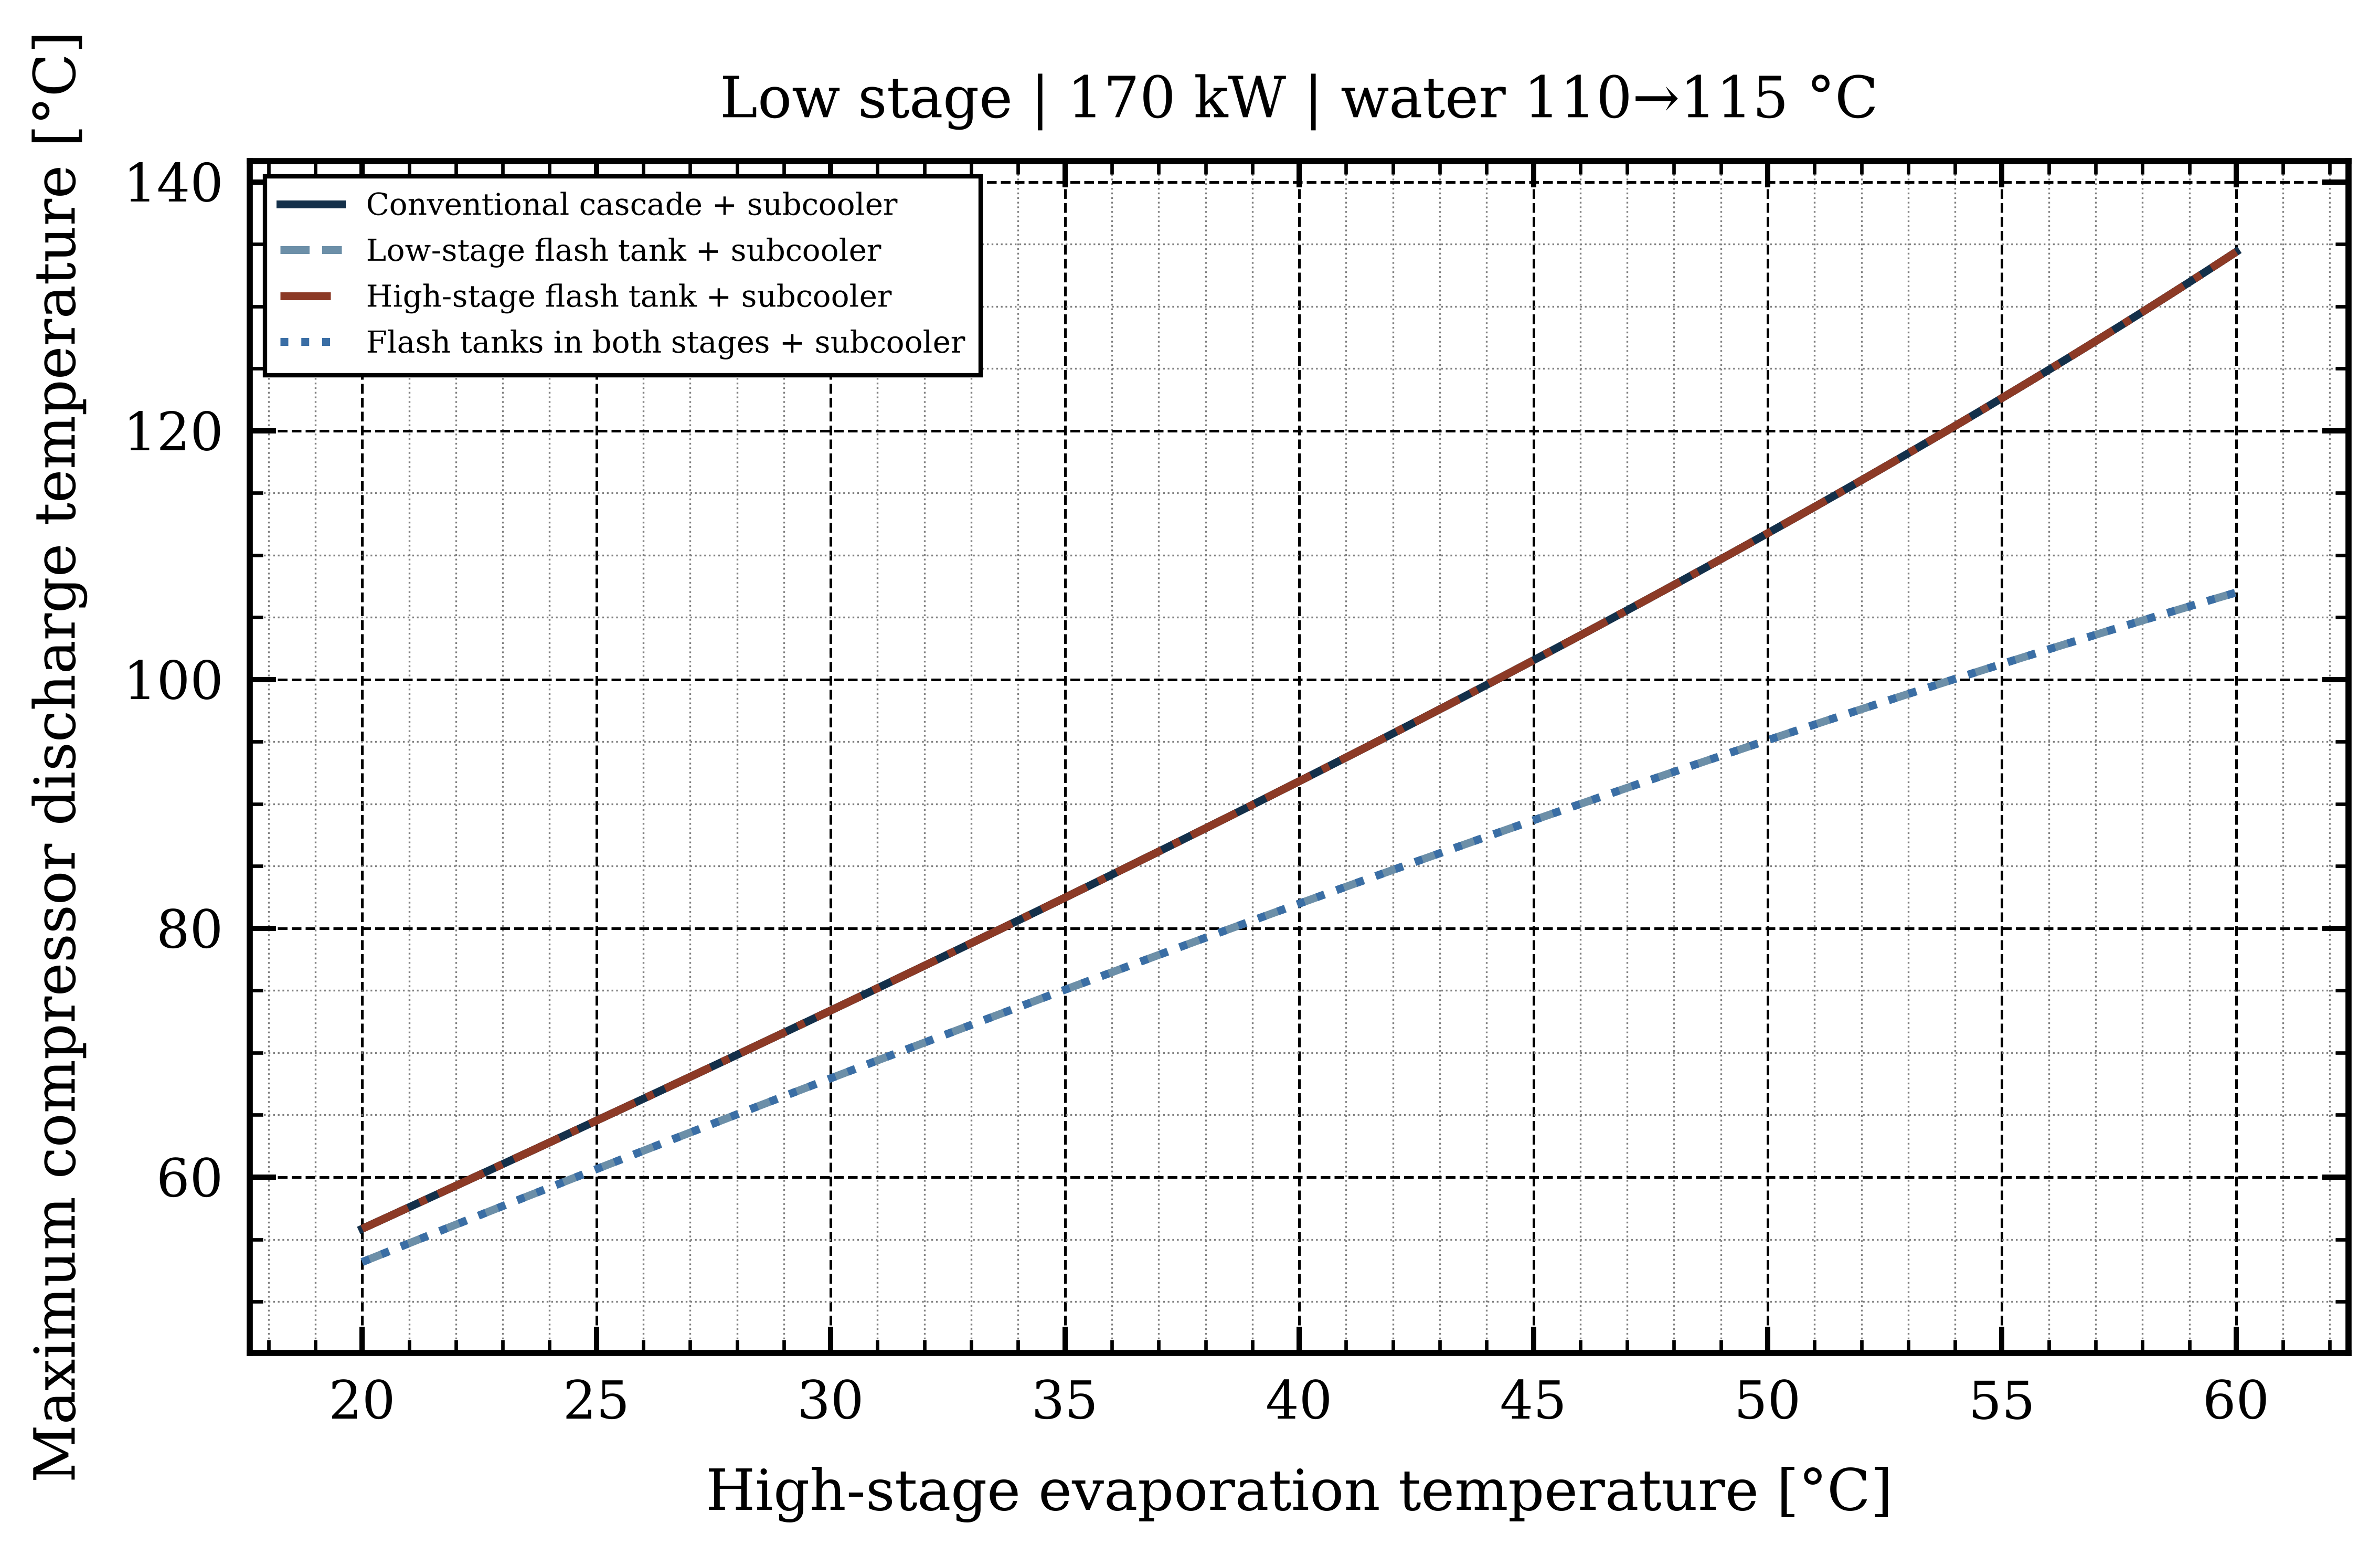 Low stage | 170 kW | water 110→115 °C
Maximum compressor discharge temperature [°C]
140
120
100
80
60
Conventional cascade + subcooler
Low-stage flash tank + subcooler
High-stage flash tank + subcooler
Flash tanks in both stages + subcooler
20 25 30 35 40 45 50 55 60
High-stage evaporation temperature [°C]